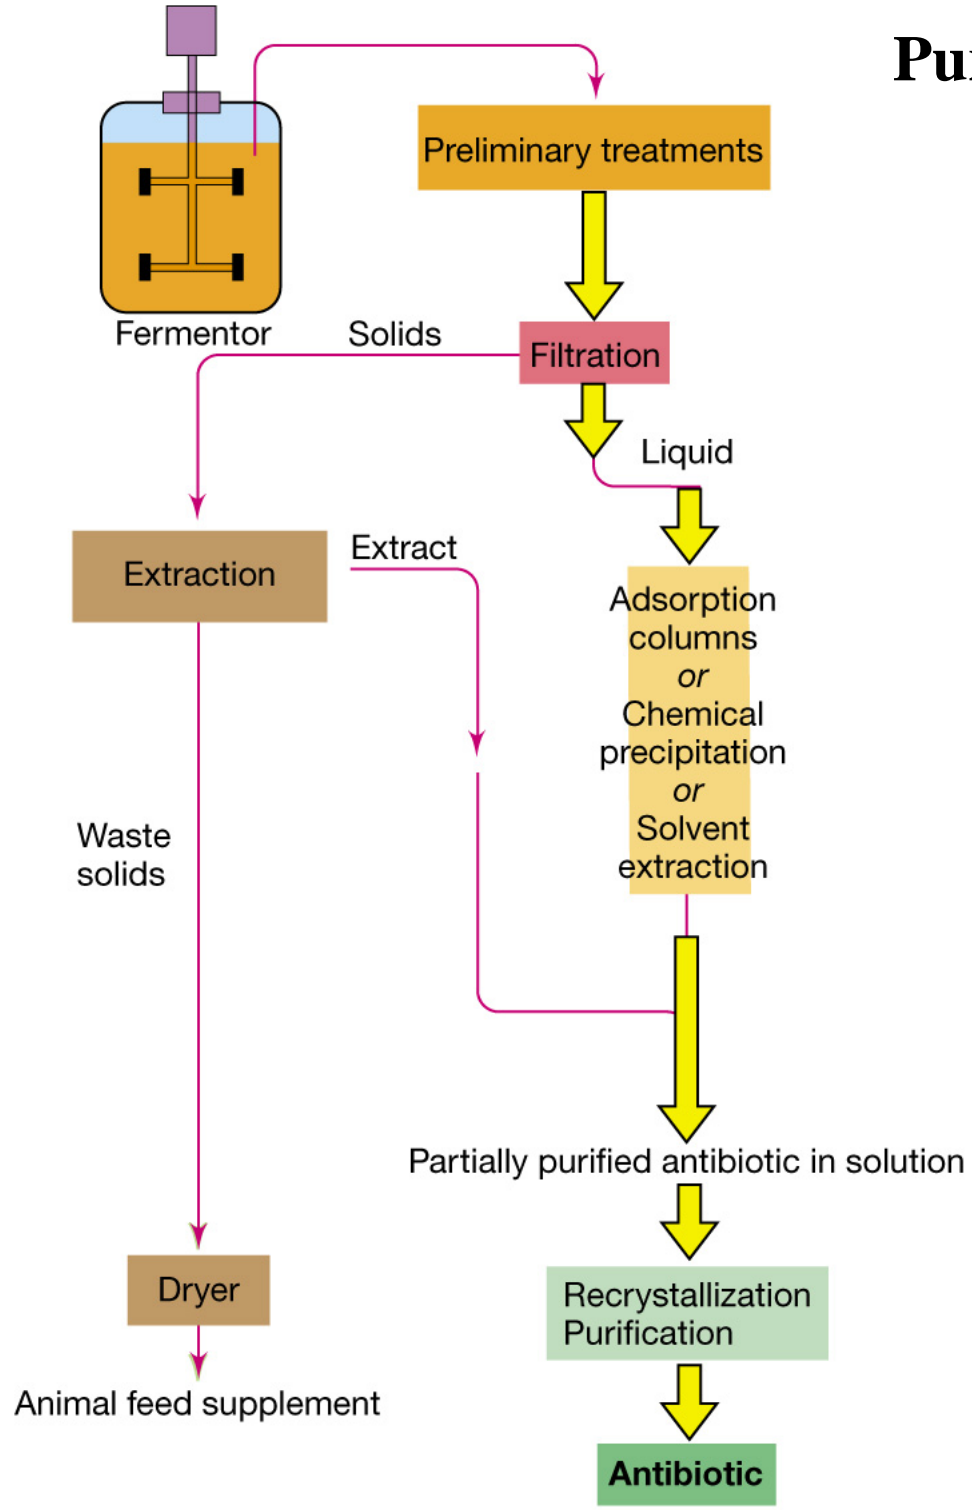 Preliminary treatments
Fermentor
Solids
Filtration
Liquid
Extraction
Extract
Adsorption
columns
or
Chemical
precipitation
or
Solvent
extraction
Waste
solids
Partially purified antibiotic in solution
Dryer
Recrystallization
Purification
Animal feed supplement
Antibiotic